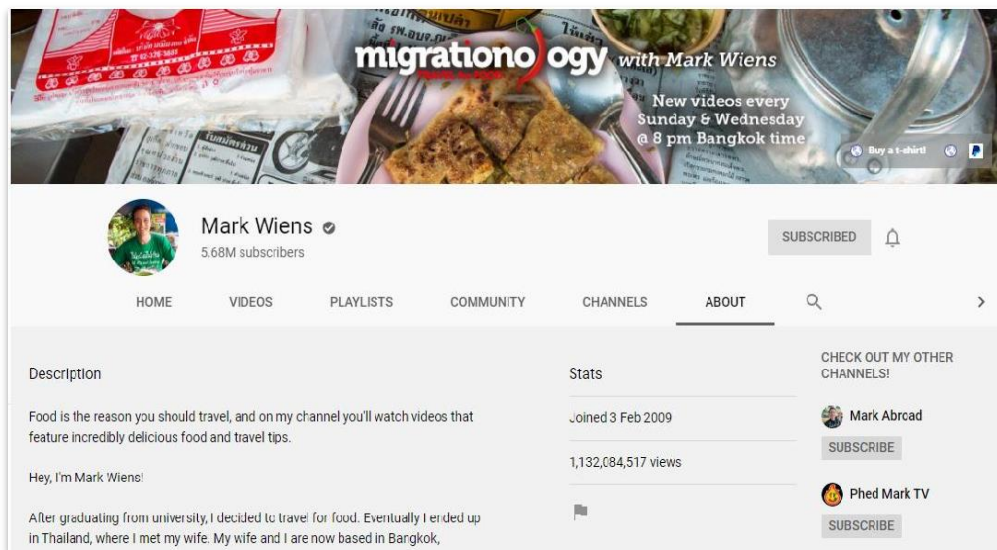 migrationology with Mark Wiens
TRAVEL for FOOD
New videos every
Sunday & Wednesday
@ 8 pm Bangkok time
Buy a t-shirt!
Mark Wiens
5.68M subscribers
SUBSCRIBED
HOME VIDEOS PLAYLISTS COMMUNITY CHANNELS ABOUT
Description
Food is the reason you should travel, and on my channel you'll watch videos that
feature incredibly delicious food and travel tips.
Hey, I'm Mark Wiens!
After graduating from university, I decided to travel for food. Eventually I ended up
in Thailand, where I met my wife. My wife and I are now based in Bangkok,
Stats
Joined 3 Feb 2009
1,132,084,517 views
CHECK OUT MY OTHER
CHANNELS!
Mark Abroad
SUBSCRIBE
Phed Mark TV
SUBSCRIBE